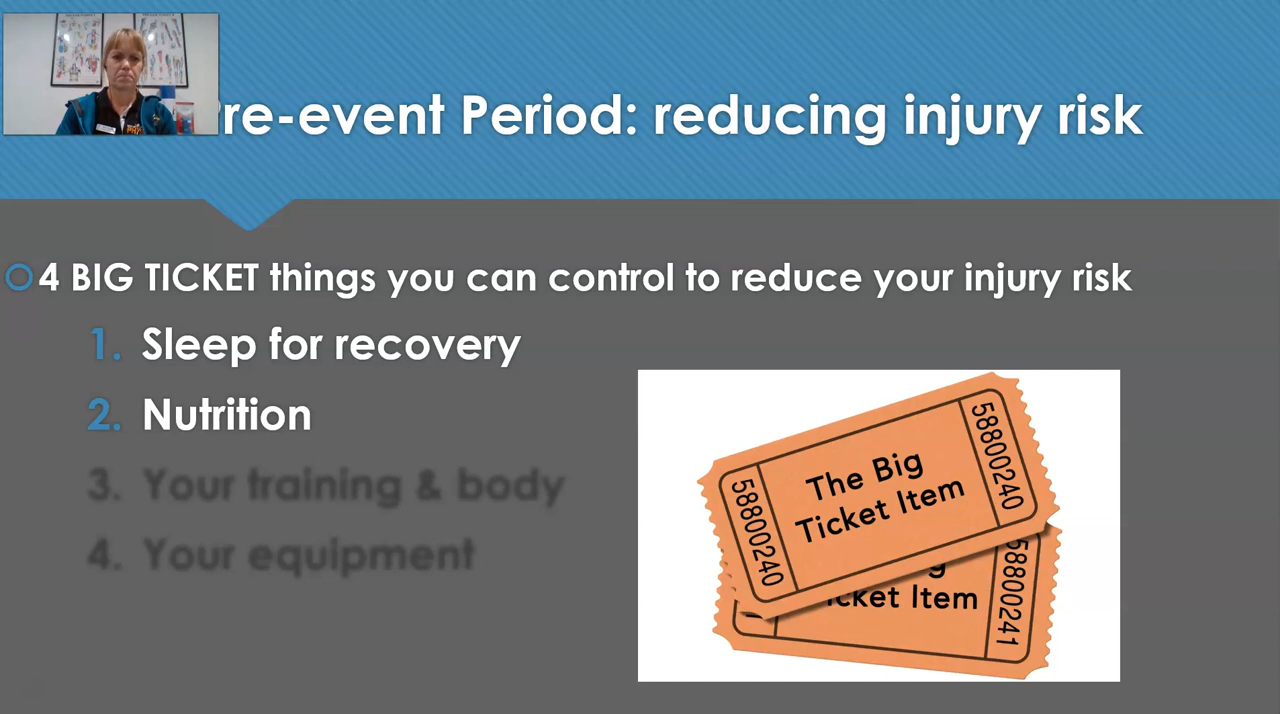 re-event Period: reducing injury risk
4 BIG TICKET things you can control to reduce your injury risk
1. Sleep for recovery
2. Nutrition
3. Your training & body
4. Your equipment
58800240
The Big
Ticket Item
58800240
icket Item
58800241